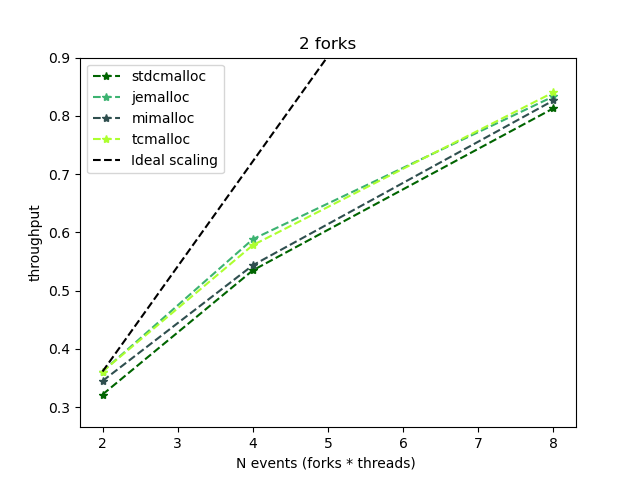 2 forks
throughput
0.9
0.8
0.7
0.6
0.5
0.4
0.3
stdcmalloc
jemalloc
mimalloc
tcmalloc
Ideal scaling
2 3 4 5 6 7 8
N events (forks * threads)